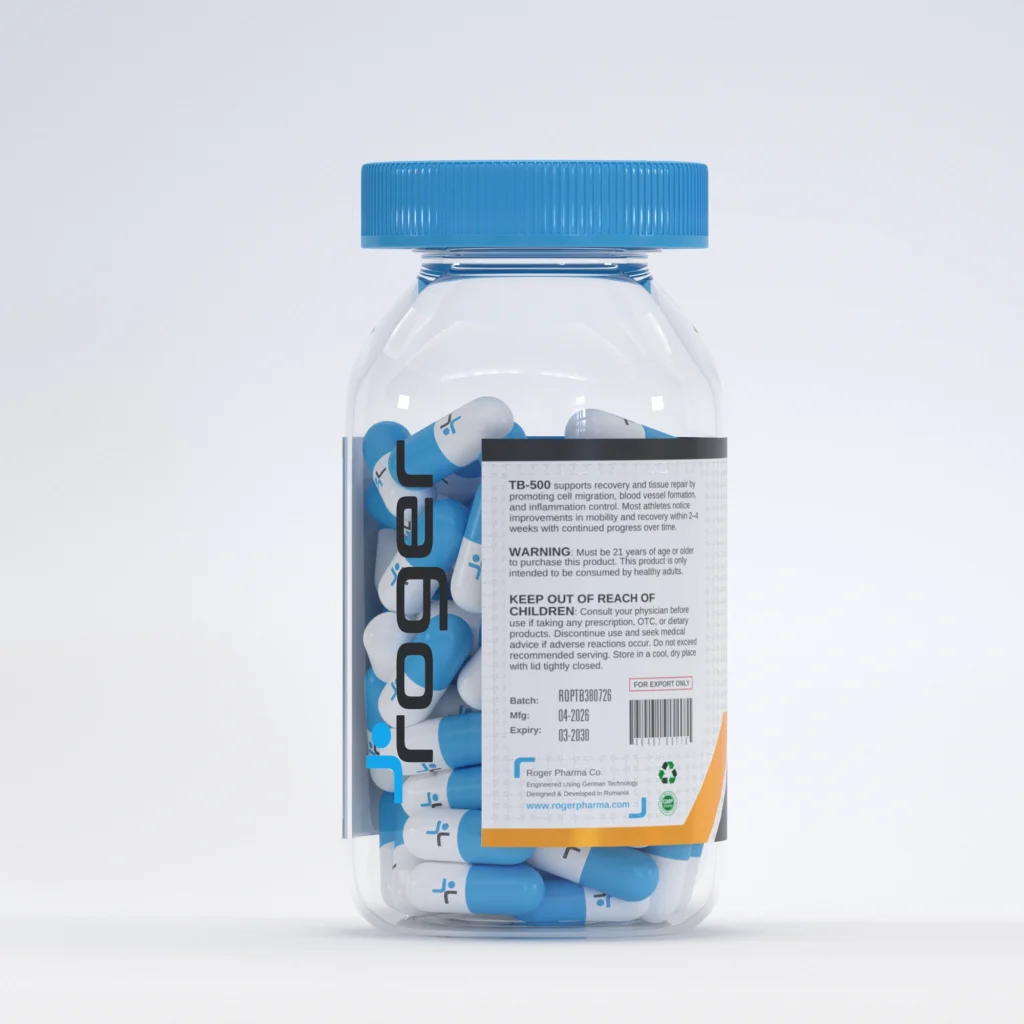 roger
TB-500 supports recovery and tissue repair by
promoting cell migration, blood vessel formation,
and inflammation control. Most athletes notice
improvements in mobility and recovery within 2-4
weeks with continued progress over time.
WARNING: Must be 21 years of age or older
to purchase this product. This product is only
intended to be consumed by healthy adults.
KEEP OUT OF REACH OF
CHILDREN: Consult your physician before
use if taking any prescription, OTC, or dietary
products. Discontinue use and seek medical
advice if adverse reactions occur. Do not exceed
recommended serving. Store in a cool, dry place
with lid tightly closed.
FOR EXPORT ONLY
Batch: ROPTB380726
Mfg: 04-2026
Expiry: 03-2030
Roger Pharma Co.
Engineered Using German Technology
Designed & Developed In Romania
www.rogerpharma.com
GMP